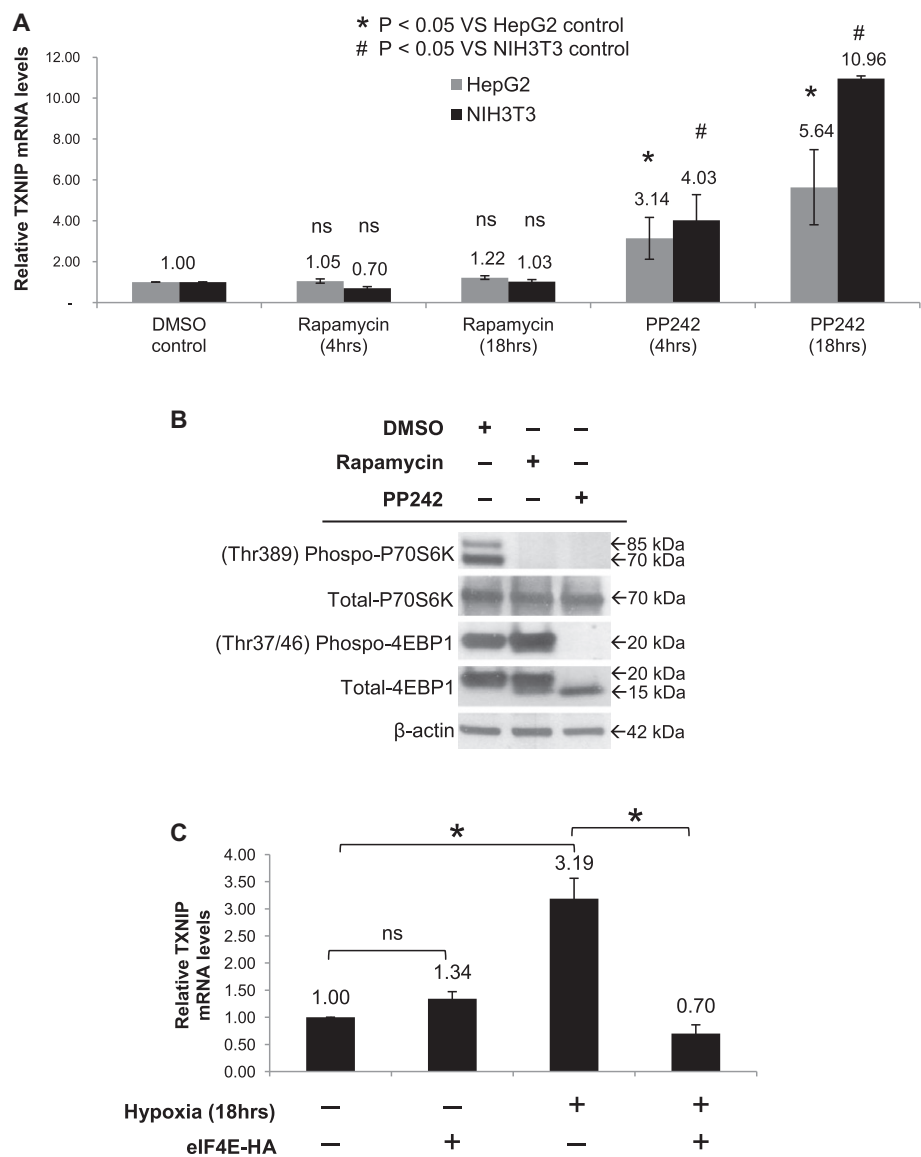 A
* P < 0.05 VS HepG2 control
# P < 0.05 VS NIH3T3 control
HepG2
NIH3T3
Relative TXNIP mRNA levels
12.00
10.00
8.00
6.00
4.00
2.00
-
1.00
ns ns
1.05 0.70
ns ns
1.22 1.03
* #
3.14 4.03
* #
5.64 10.96
DMSO control
Rapamycin (4hrs)
Rapamycin (18hrs)
PP242 (4hrs)
PP242 (18hrs)
B
DMSO + – –
Rapamycin – + –
PP242 – – +
(Thr389) Phospo-P70S6K ←85 kDa
←70 kDa
Total-P70S6K ←70 kDa
(Thr37/46) Phospo-4EBP1 ←20 kDa
Total-4EBP1 ←20 kDa
←15 kDa
β-actin ←42 kDa
C
Relative TXNIP
mRNA levels
4.00
3.50
3.00
2.50
2.00
1.50
1.00
0.50
0.00
* *
ns
1.00 1.34 3.19 0.70
Hypoxia (18hrs) – – + +
eIF4E-HA – + – +